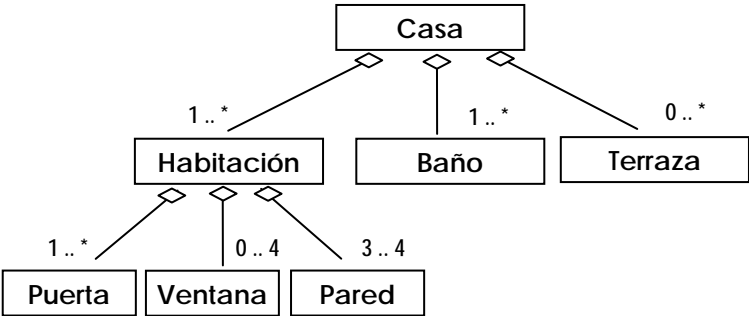 Casa
1 .. *
1 .. *
0 .. *
Habitación
Baño
Terraza
1 .. *
0 .. 4
3 .. 4
Puerta
Ventana
Pared